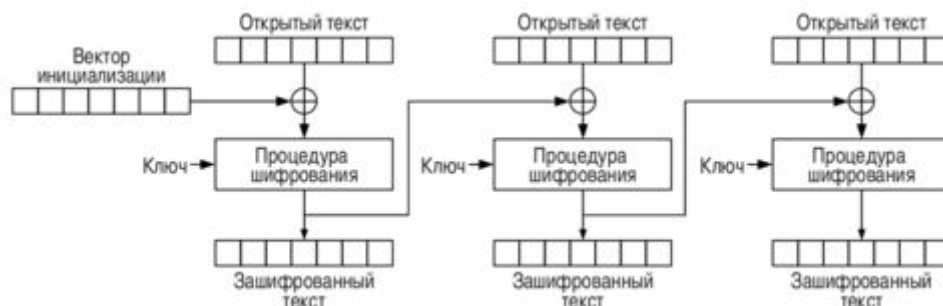 Открытый текст
Открытый текст
Открытый текст
Вектор
инициализации
Ключ
Процедура
шифрования
Ключ
Процедура
шифрования
Ключ
Процедура
шифрования
Зашифрованный
текст
Зашифрованный
текст
Зашифрованный
текст